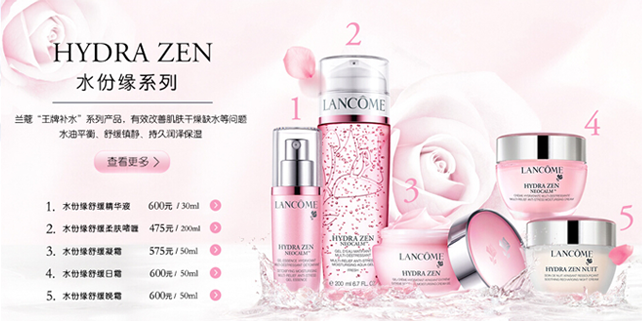 HYDRA ZEN
水份缘系列
兰蔻“王牌补水”系列产品，有效改善肌肤干燥缺水等问题
水油平衡、舒缓镇静、持久润泽保湿
查看更多 >
1. 水份缘舒缓精华液 600元 / 30ml
2. 水份缘舒缓柔肤啫喱 475元 / 200ml
3. 水份缘舒缓凝霜 575元 / 50ml
4. 水份缘舒缓日霜 600元 / 50ml
5. 水份缘舒缓晚霜 600元 / 50ml
1
LANCÔME
HYDRA ZEN
NEOCALM
2
LANCÔME
HYDRA ZEN
NEOCALM
FRESH
200 ml 6.7 FL. OZ.
3
LANCÔME
HYDRA ZEN
4
LANCÔME
HYDRA ZEN
NEOCALM
5
LANCÔME
HYDRA ZEN NUIT